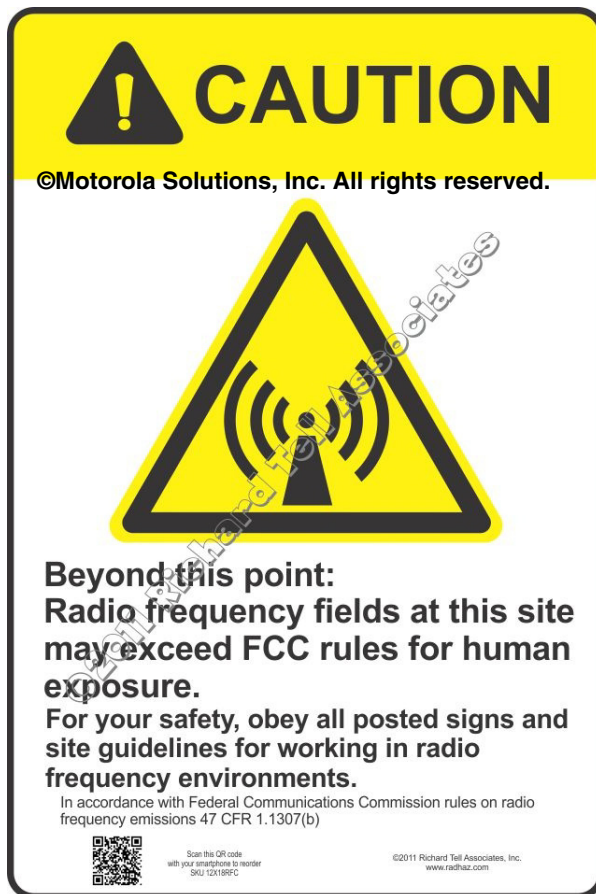 CAUTION
©Motorola Solutions, Inc. All rights reserved.
©2011 Richard Tell Associates
Beyond this point:
Radio frequency fields at this site
may exceed FCC rules for human
exposure.
For your safety, obey all posted signs and
site guidelines for working in radio
frequency environments.
In accordance with Federal Communications Commission rules on radio
frequency emissions 47 CFR 1.1307(b)
Scan this QR code
with your smartphone to reorder
SKU 12X18RFC
©2011 Richard Tell Associates, Inc.
www.radhaz.com